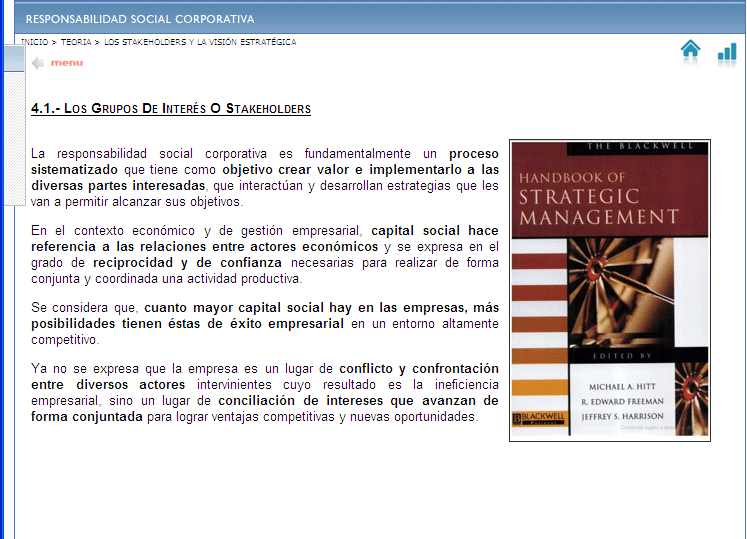 RESPONSABILIDAD SOCIAL CORPORATIVA
INICIO > TEORIA > LOS STAKEHOLDERS Y LA VISIÓN ESTRATÉGICA
menu
4.1.- LOS GRUPOS DE INTERÉS O STAKEHOLDERS
La responsabilidad social corporativa es fundamentalmente un proceso
sistematizado que tiene como objetivo crear valor e implementarlo a las
diversas partes interesadas, que interactúan y desarrollan estrategias que les
van a permitir alcanzar sus objetivos.
En el contexto económico y de gestión empresarial, capital social hace
referencia a las relaciones entre actores económicos y se expresa en el
grado de reciprocidad y de confianza necesarias para realizar de forma
conjunta y coordinada una actividad productiva.
Se considera que, cuanto mayor capital social hay en las empresas, más
posibilidades tienen éstas de éxito empresarial en un entorno altamente
competitivo.
Ya no se expresa que la empresa es un lugar de conflicto y confrontación
entre diversos actores intervinientes cuyo resultado es la ineficiencia
empresarial, sino un lugar de conciliación de intereses que avanzan de
forma conjuntada para lograr ventajas competitivas y nuevas oportunidades.
THE BLACKWELL
HANDBOOK OF
STRATEGIC
MANAGEMENT
EDITED BY
MICHAEL A. HITT
R. EDWARD FREEMAN
JEFFREY S. HARRISON
BLACKWELL
Contenido sujeto a